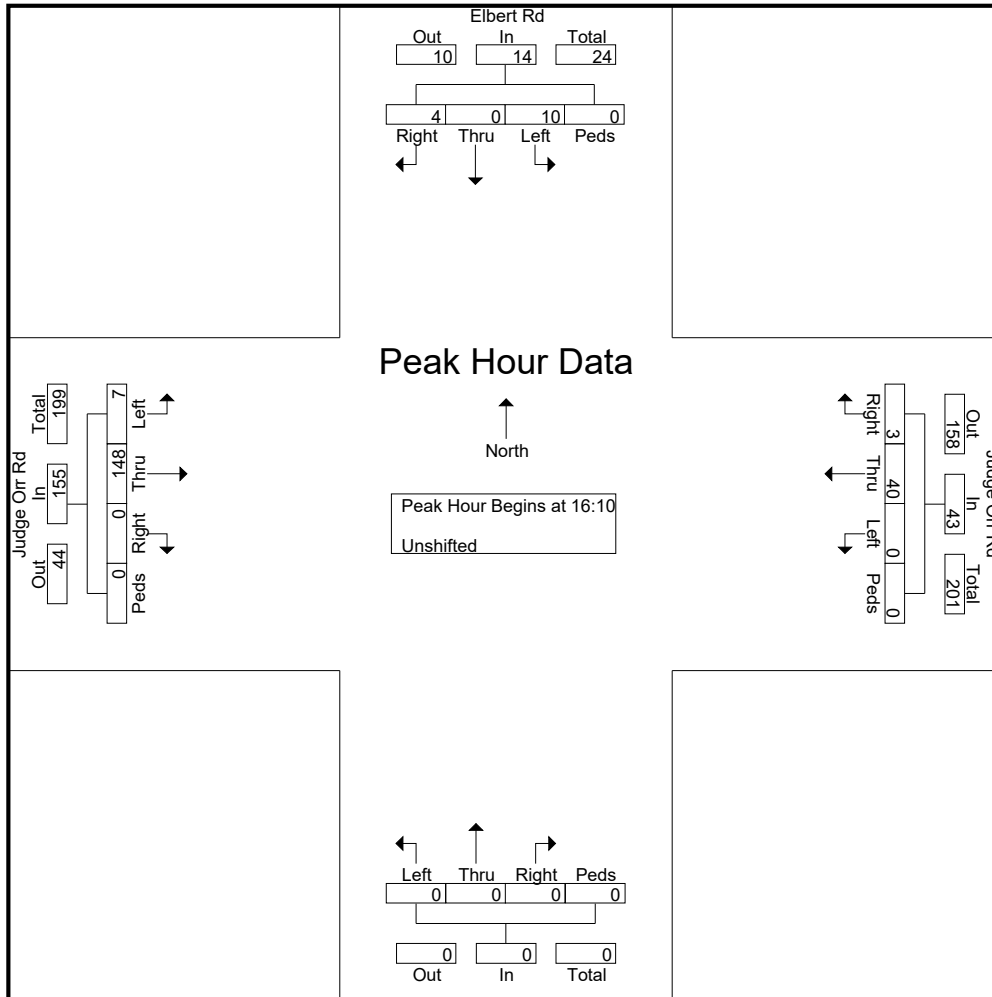 Elbert Rd
Out In Total
10 14 24
4 0 10 0
Right Thru Left Peds
Peak Hour Data
North
Peak Hour Begins at 16:10
Unshifted
Judge Orr Rd
Total In Out
199 155 44
7 148 0 0
Left Thru Right Peds
Judge Orr Rd
Out In Total
158 43 201
3 40 0 0
Right Thru Left Peds
Left Thru Right Peds
0 0 0 0
0 0 0
Out In Total